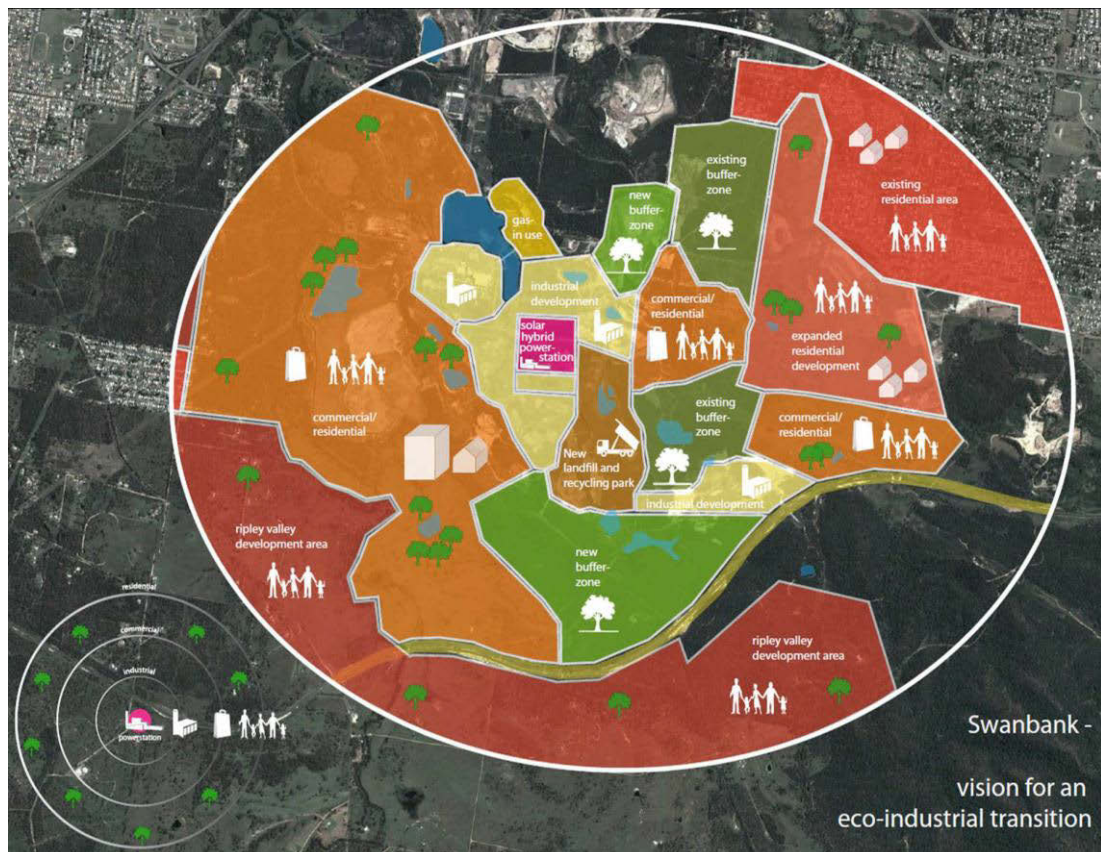 existing
buffer-
zone
existing
residential area
new
buffer-
zone
gas-
in use
industrial
development
commercial/
residential
solar
hybrid
power-
station
expanded
residential
development
commercial/
residential
existing
buffer-
zone
commercial/
residential
New
landfill and
recycling park
industrial development
ripley valley
development area
new
buffer-
zone
residential
commercial
industrial
powerstation
ripley valley
development area
Swanbank -
vision for an
eco-industrial transition